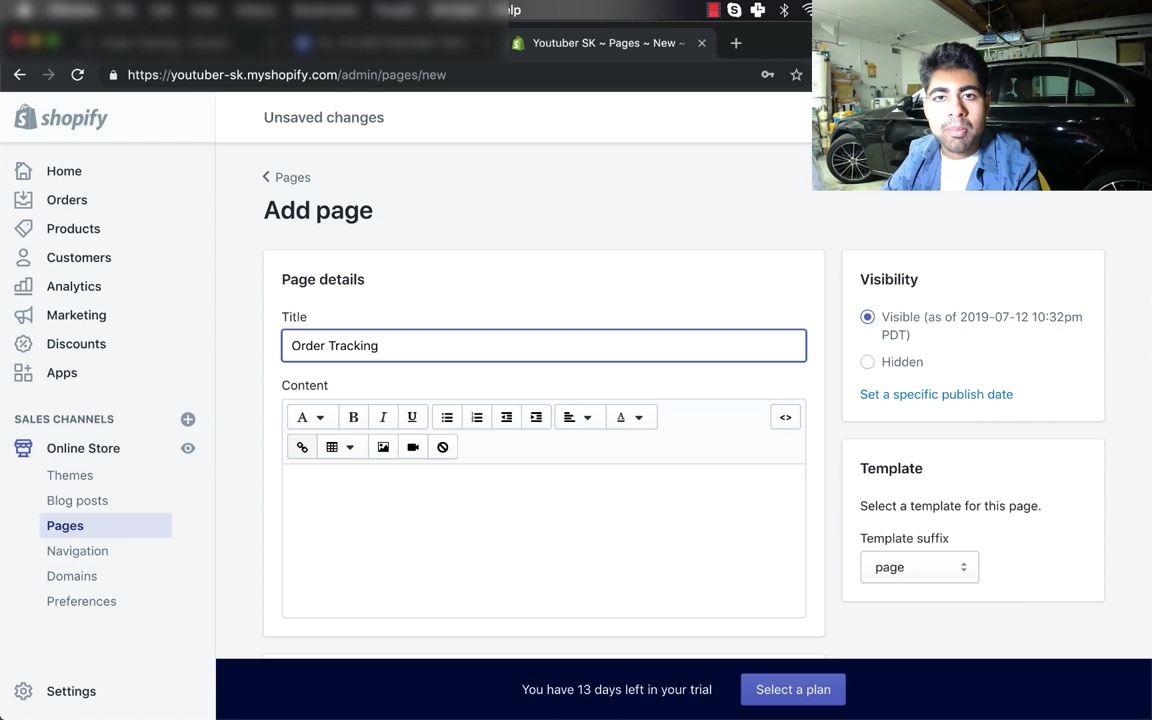 elp
Youtuber SK ~ Pages ~ New ~
https://youtuber-sk.myshopify.com/admin/pages/new
shopify
Unsaved changes
Home
Orders
Products
Customers
Analytics
Marketing
Discounts
Apps
SALES CHANNELS
Online Store
Themes
Blog posts
Pages
Navigation
Domains
Preferences
Settings
Pages
Add page
Page details
Title
Order Tracking
Content
A
B I U
A
<>
Visibility
Visible (as of 2019-07-12 10:32pm
PDT)
Hidden
Set a specific publish date
Template
Select a template for this page.
Template suffix
page
You have 13 days left in your trial
Select a plan